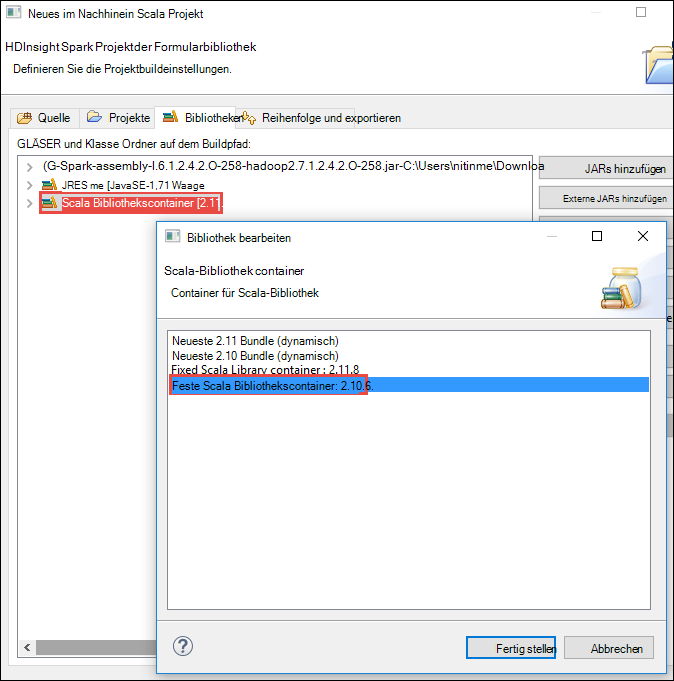 Neues im Nachhinein Scala Projekt
HDInsight Spark Projektder Formularbibliothek
Definieren Sie die Projektbuildeinstellungen.
Quelle Projekte Bibliotheken Reihenfolge und exportieren
GLÄSER und Klasse Ordner auf dem Buildpfad:
(G-Spark-assembly-I.6.1.2.4.2.O-258-hadoop2.7.1.2.4.2.O-258.jar-C:\Users\nitinme\Downloa
JRES me [JavaSE-1,71 Waage
Scala Bibliothekscontainer [2.11
JARs hinzufügen
Externe JARs hinzufügen
Bibliothek bearbeiten
Scala-Bibliothek container
Container für Scala-Bibliothek
Neueste 2.11 Bundle (dynamisch)
Neueste 2.10 Bundle (dynamisch)
Fixed Scala Library container : 2.11.8
Feste Scala Bibliothekscontainer: 2.10.6.
Fertig stellen Abbrechen